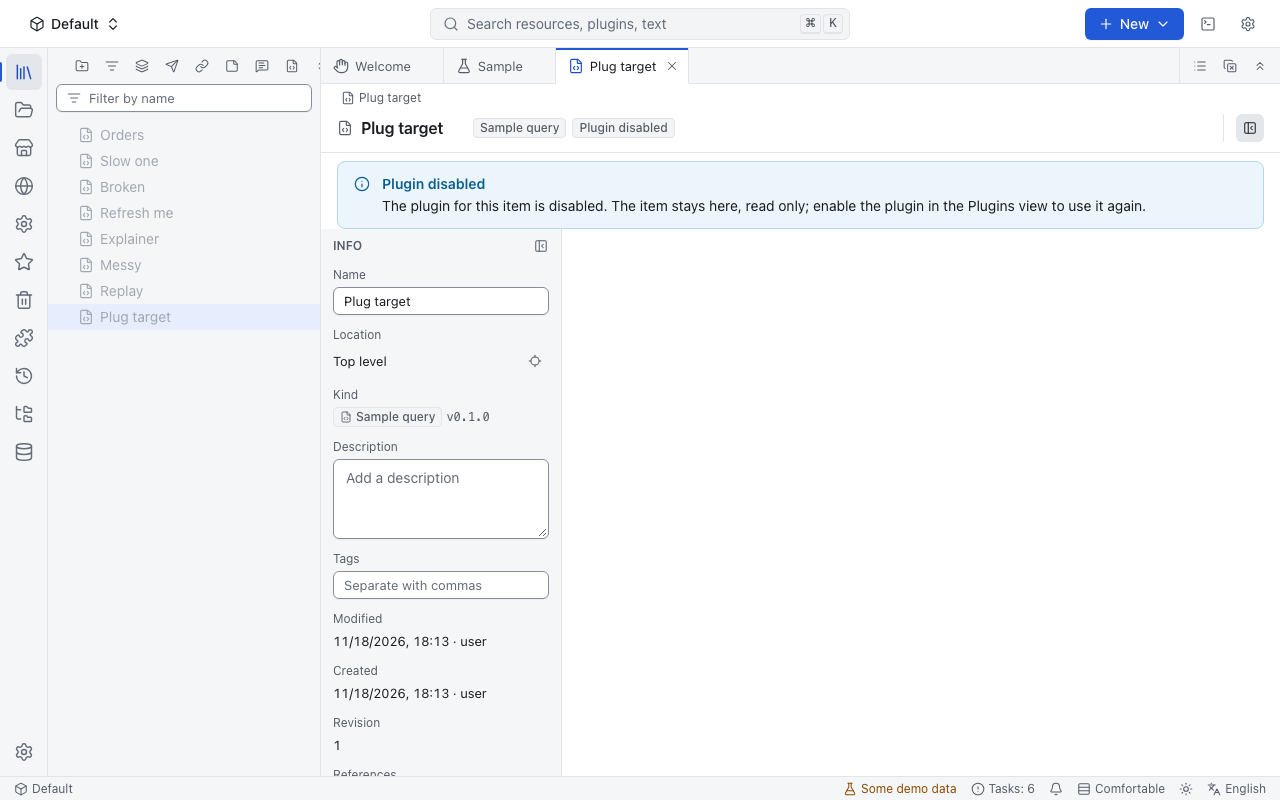 Default
Search resources, plugins, text
⌘ K
New
Welcome
Sample
Plug target
Filter by name
Orders
Slow one
Broken
Refresh me
Explainer
Messy
Replay
Plug target
Plug target
Plug target
Sample query
Plugin disabled
Plugin disabled
The plugin for this item is disabled. The item stays here, read only; enable the plugin in the Plugins view to use it again.
INFO
Name
Plug target
Location
Top level
Kind
Sample query v0.1.0
Description
Add a description
Tags
Separate with commas
Modified
11/18/2026, 18:13 · user
Created
11/18/2026, 18:13 · user
Revision
1
References
Default
Some demo data
Tasks: 6
Comfortable
English